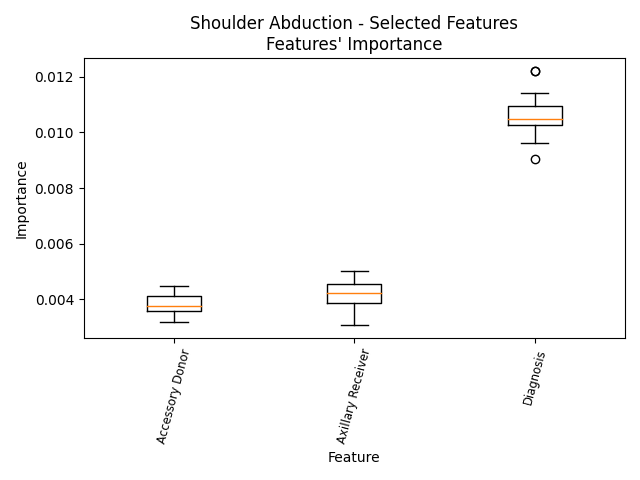 Shoulder Abduction - Selected Features
Features' Importance
0.012
0.010
0.008
0.006
0.004
Importance
Accessory Donor
Axillary Receiver
Diagnosis
Feature